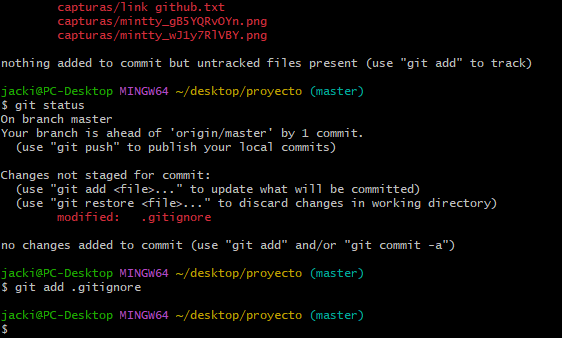 capturas/link github.txt
capturas/mintty_gB5YQRvOYn.png
capturas/mintty_wJ1y7RlVBY.png
nothing added to commit but untracked files present (use "git add" to track)
jacki@PC-Desktop MINGW64 ~/desktop/proyecto (master)
$ git status
On branch master
Your branch is ahead of 'origin/master' by 1 commit.
(use "git push" to publish your local commits)
Changes not staged for commit:
(use "git add <file>..." to update what will be committed)
(use "git restore <file>..." to discard changes in working directory)
modified:   .gitignore
no changes added to commit (use "git add" and/or "git commit -a")
jacki@PC-Desktop MINGW64 ~/desktop/proyecto (master)
$ git add .gitignore
jacki@PC-Desktop MINGW64 ~/desktop/proyecto (master)
$